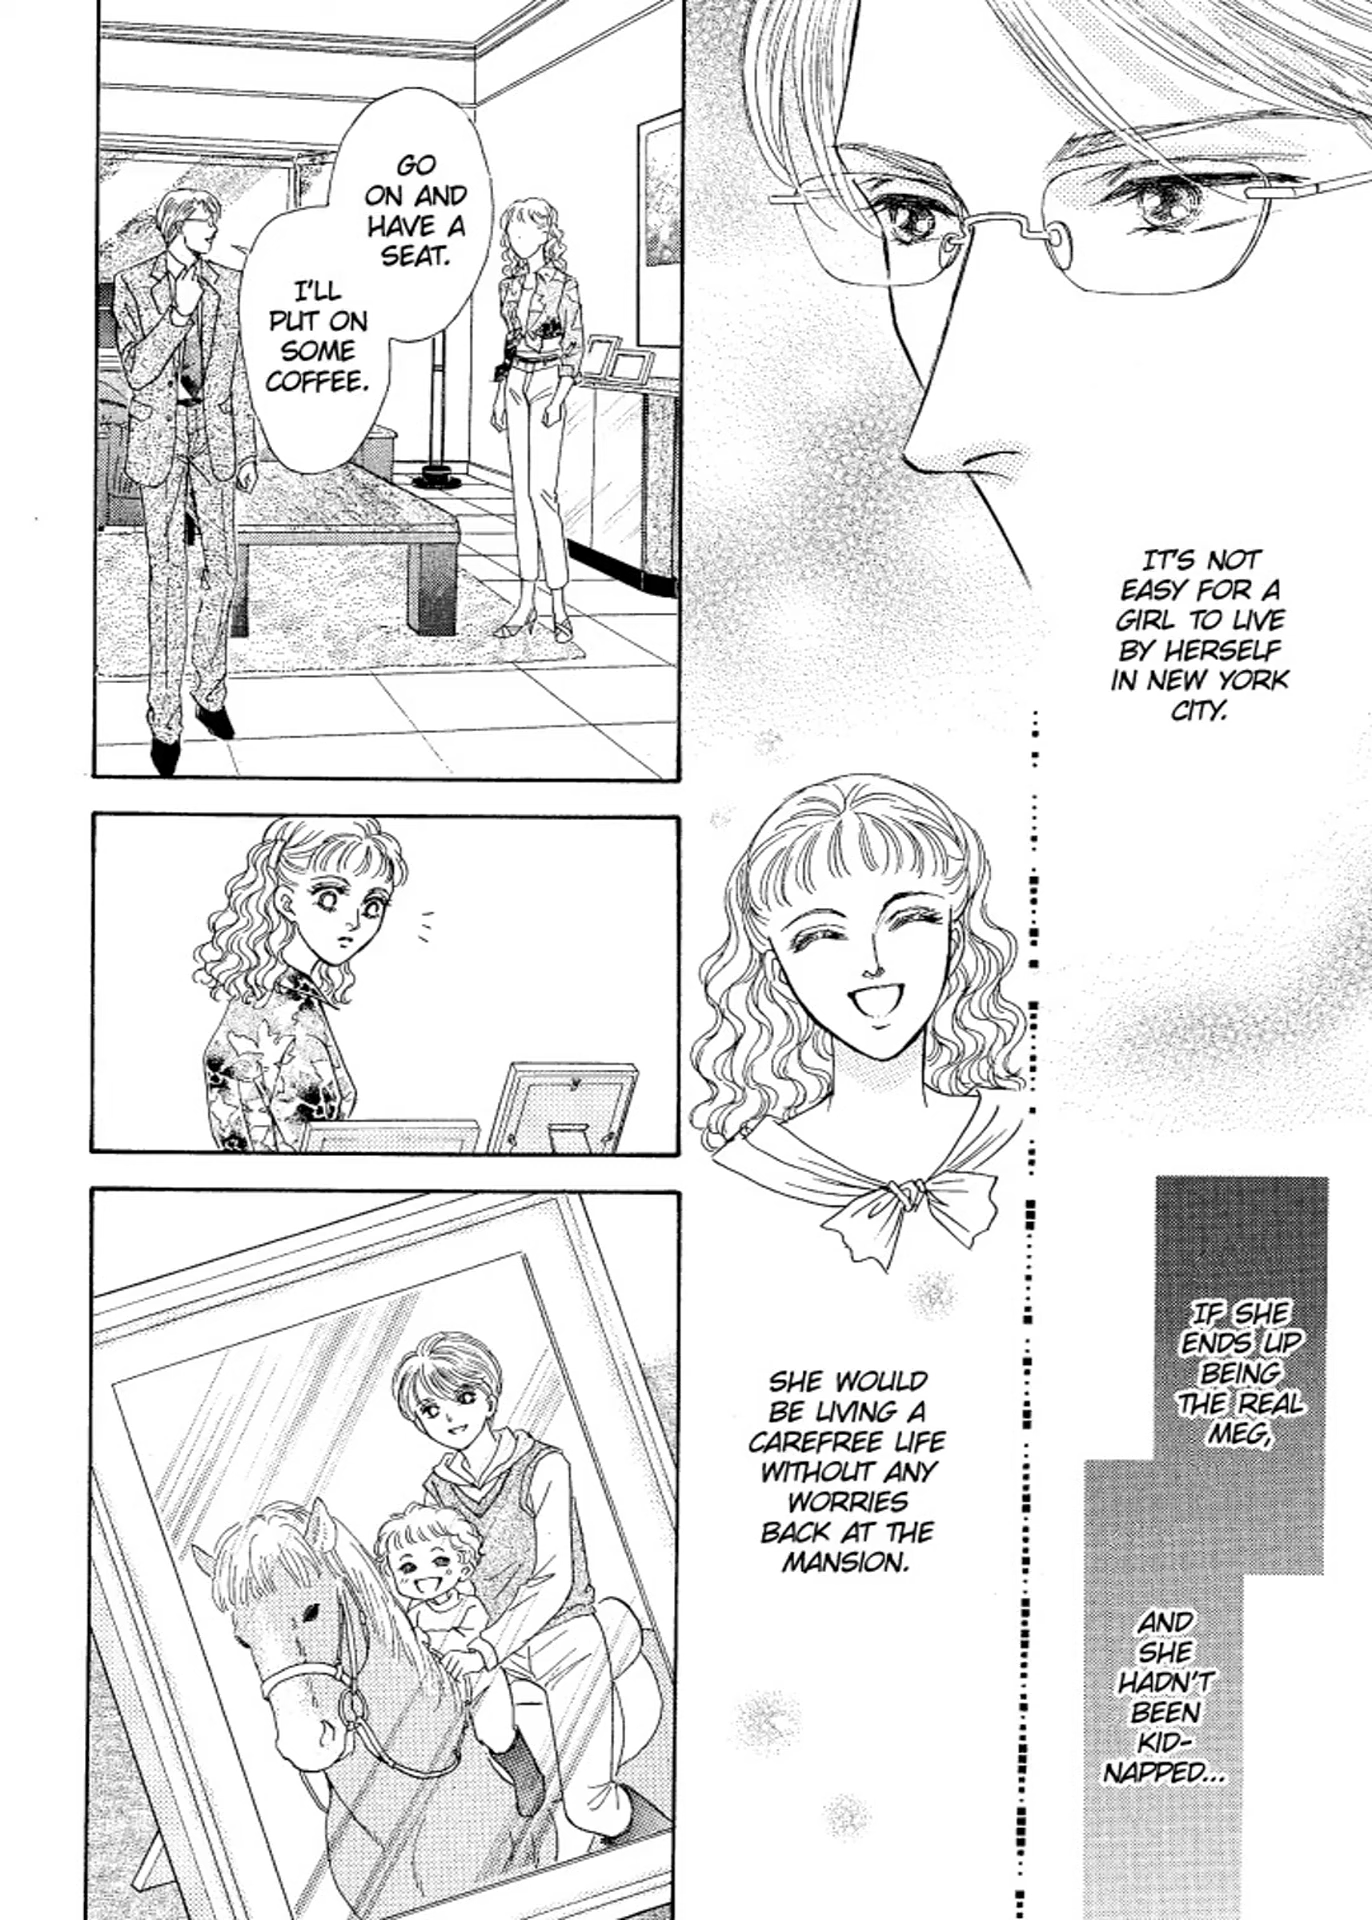 IT'S NOT
EASY FOR A
GIRL TO LIVE
BY HERSELF
IN NEW YORK
CITY.
IF SHE
ENDS UP
BEING
THE REAL
MEG,
AND
SHE
HADN'T
BEEN
KID-
NAPPED...
SHE WOULD
BE LIVING A
CAREFREE LIFE
WITHOUT ANY
WORRIES
BACK AT THE
MANSION.
GO
ON AND
HAVE A
SEAT.
I'LL
PUT ON
SOME
COFFEE.